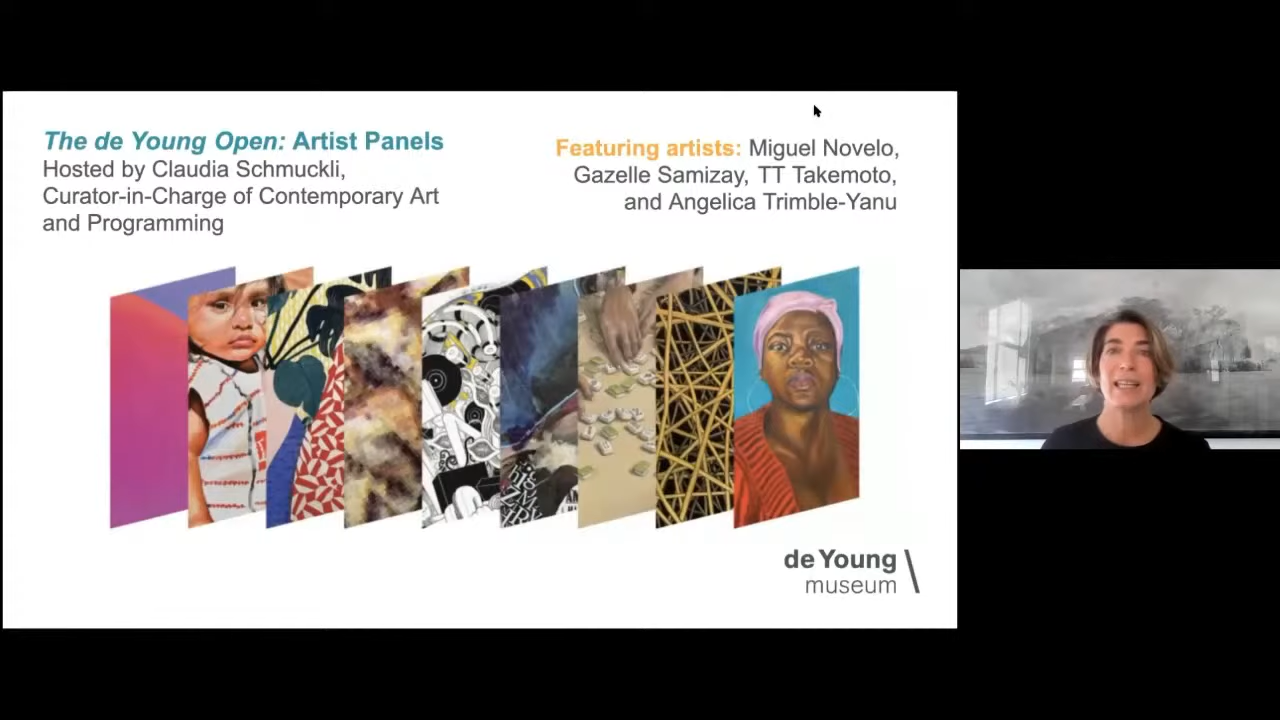 The de Young Open: Artist Panels
Hosted by Claudia Schmuckli,
Curator-in-Charge of Contemporary Art
and Programming
Featuring artists: Miguel Novelo,
Gazelle Samizay, TT Takemoto,
and Angelica Trimble-Yanu
de Young
museum